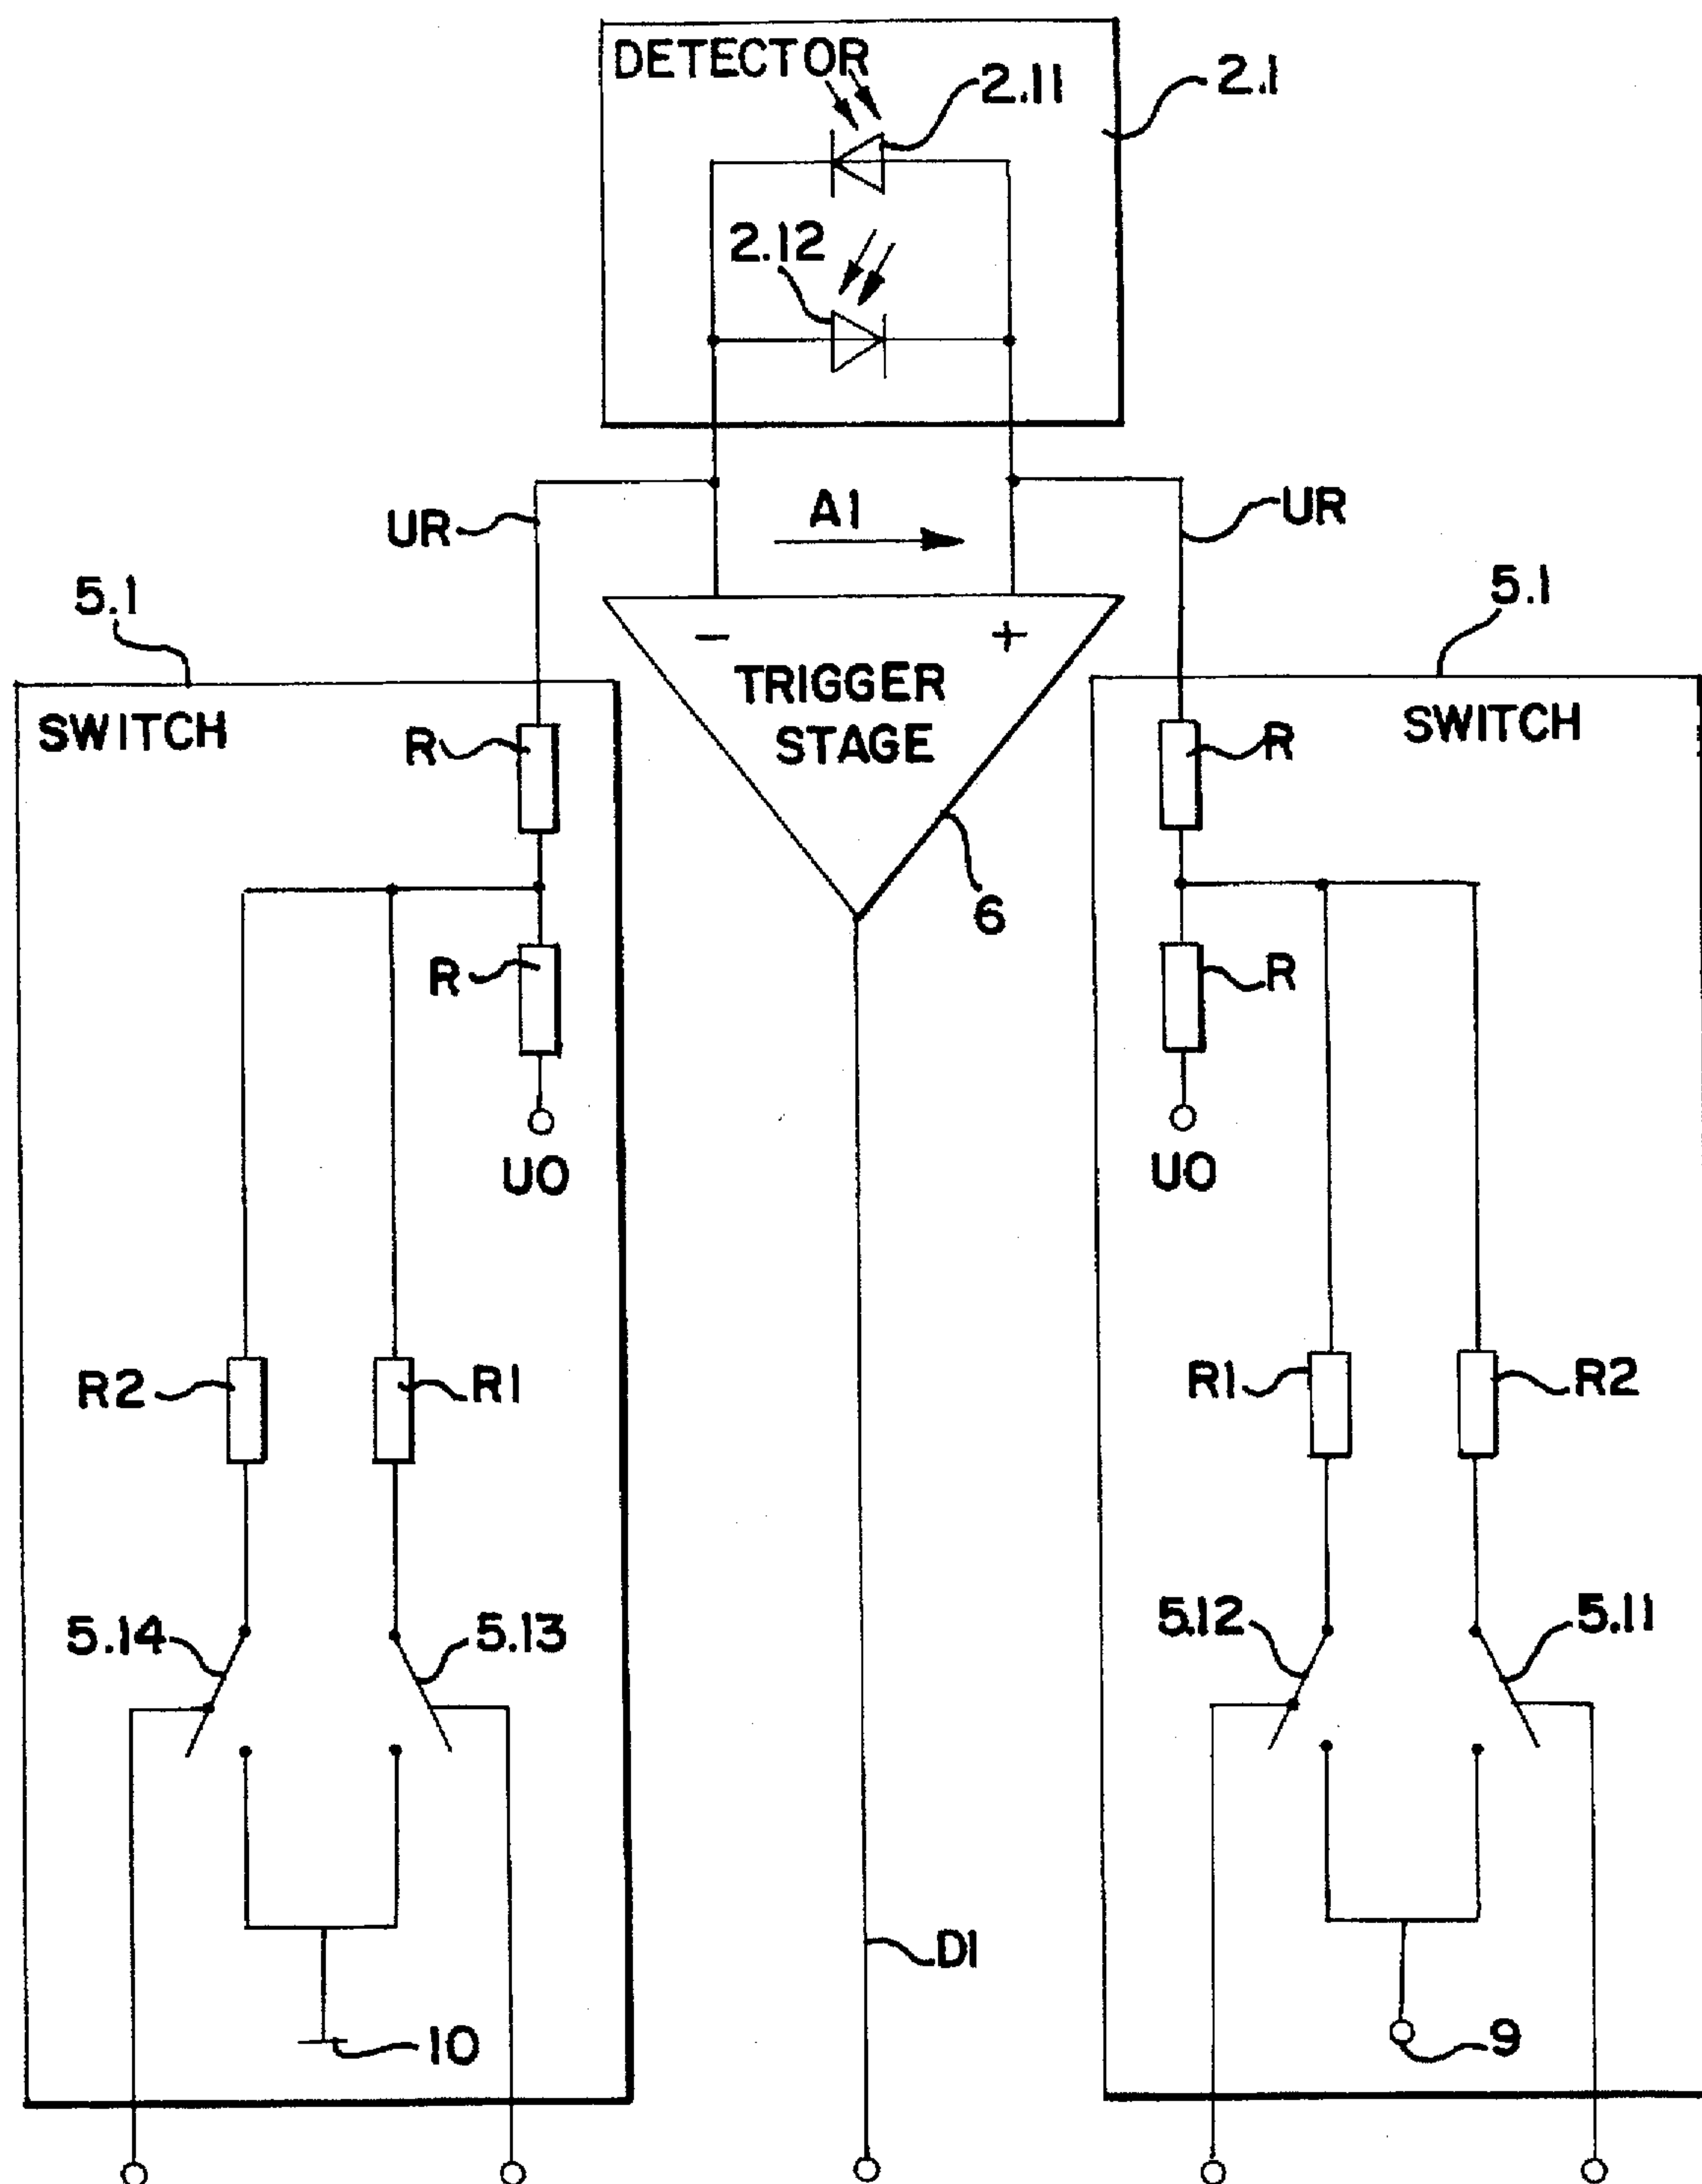 DETECTOR
2.11
2.1
2.12
UR
A1
UR
5.1
5.1
- +
TRIGGER
STAGE
SWITCH
SWITCH
R
R
6
R
R
UO
UO
R2
R1
R1
R2
5.14
5.13
5.12
5.11
D1
10
9